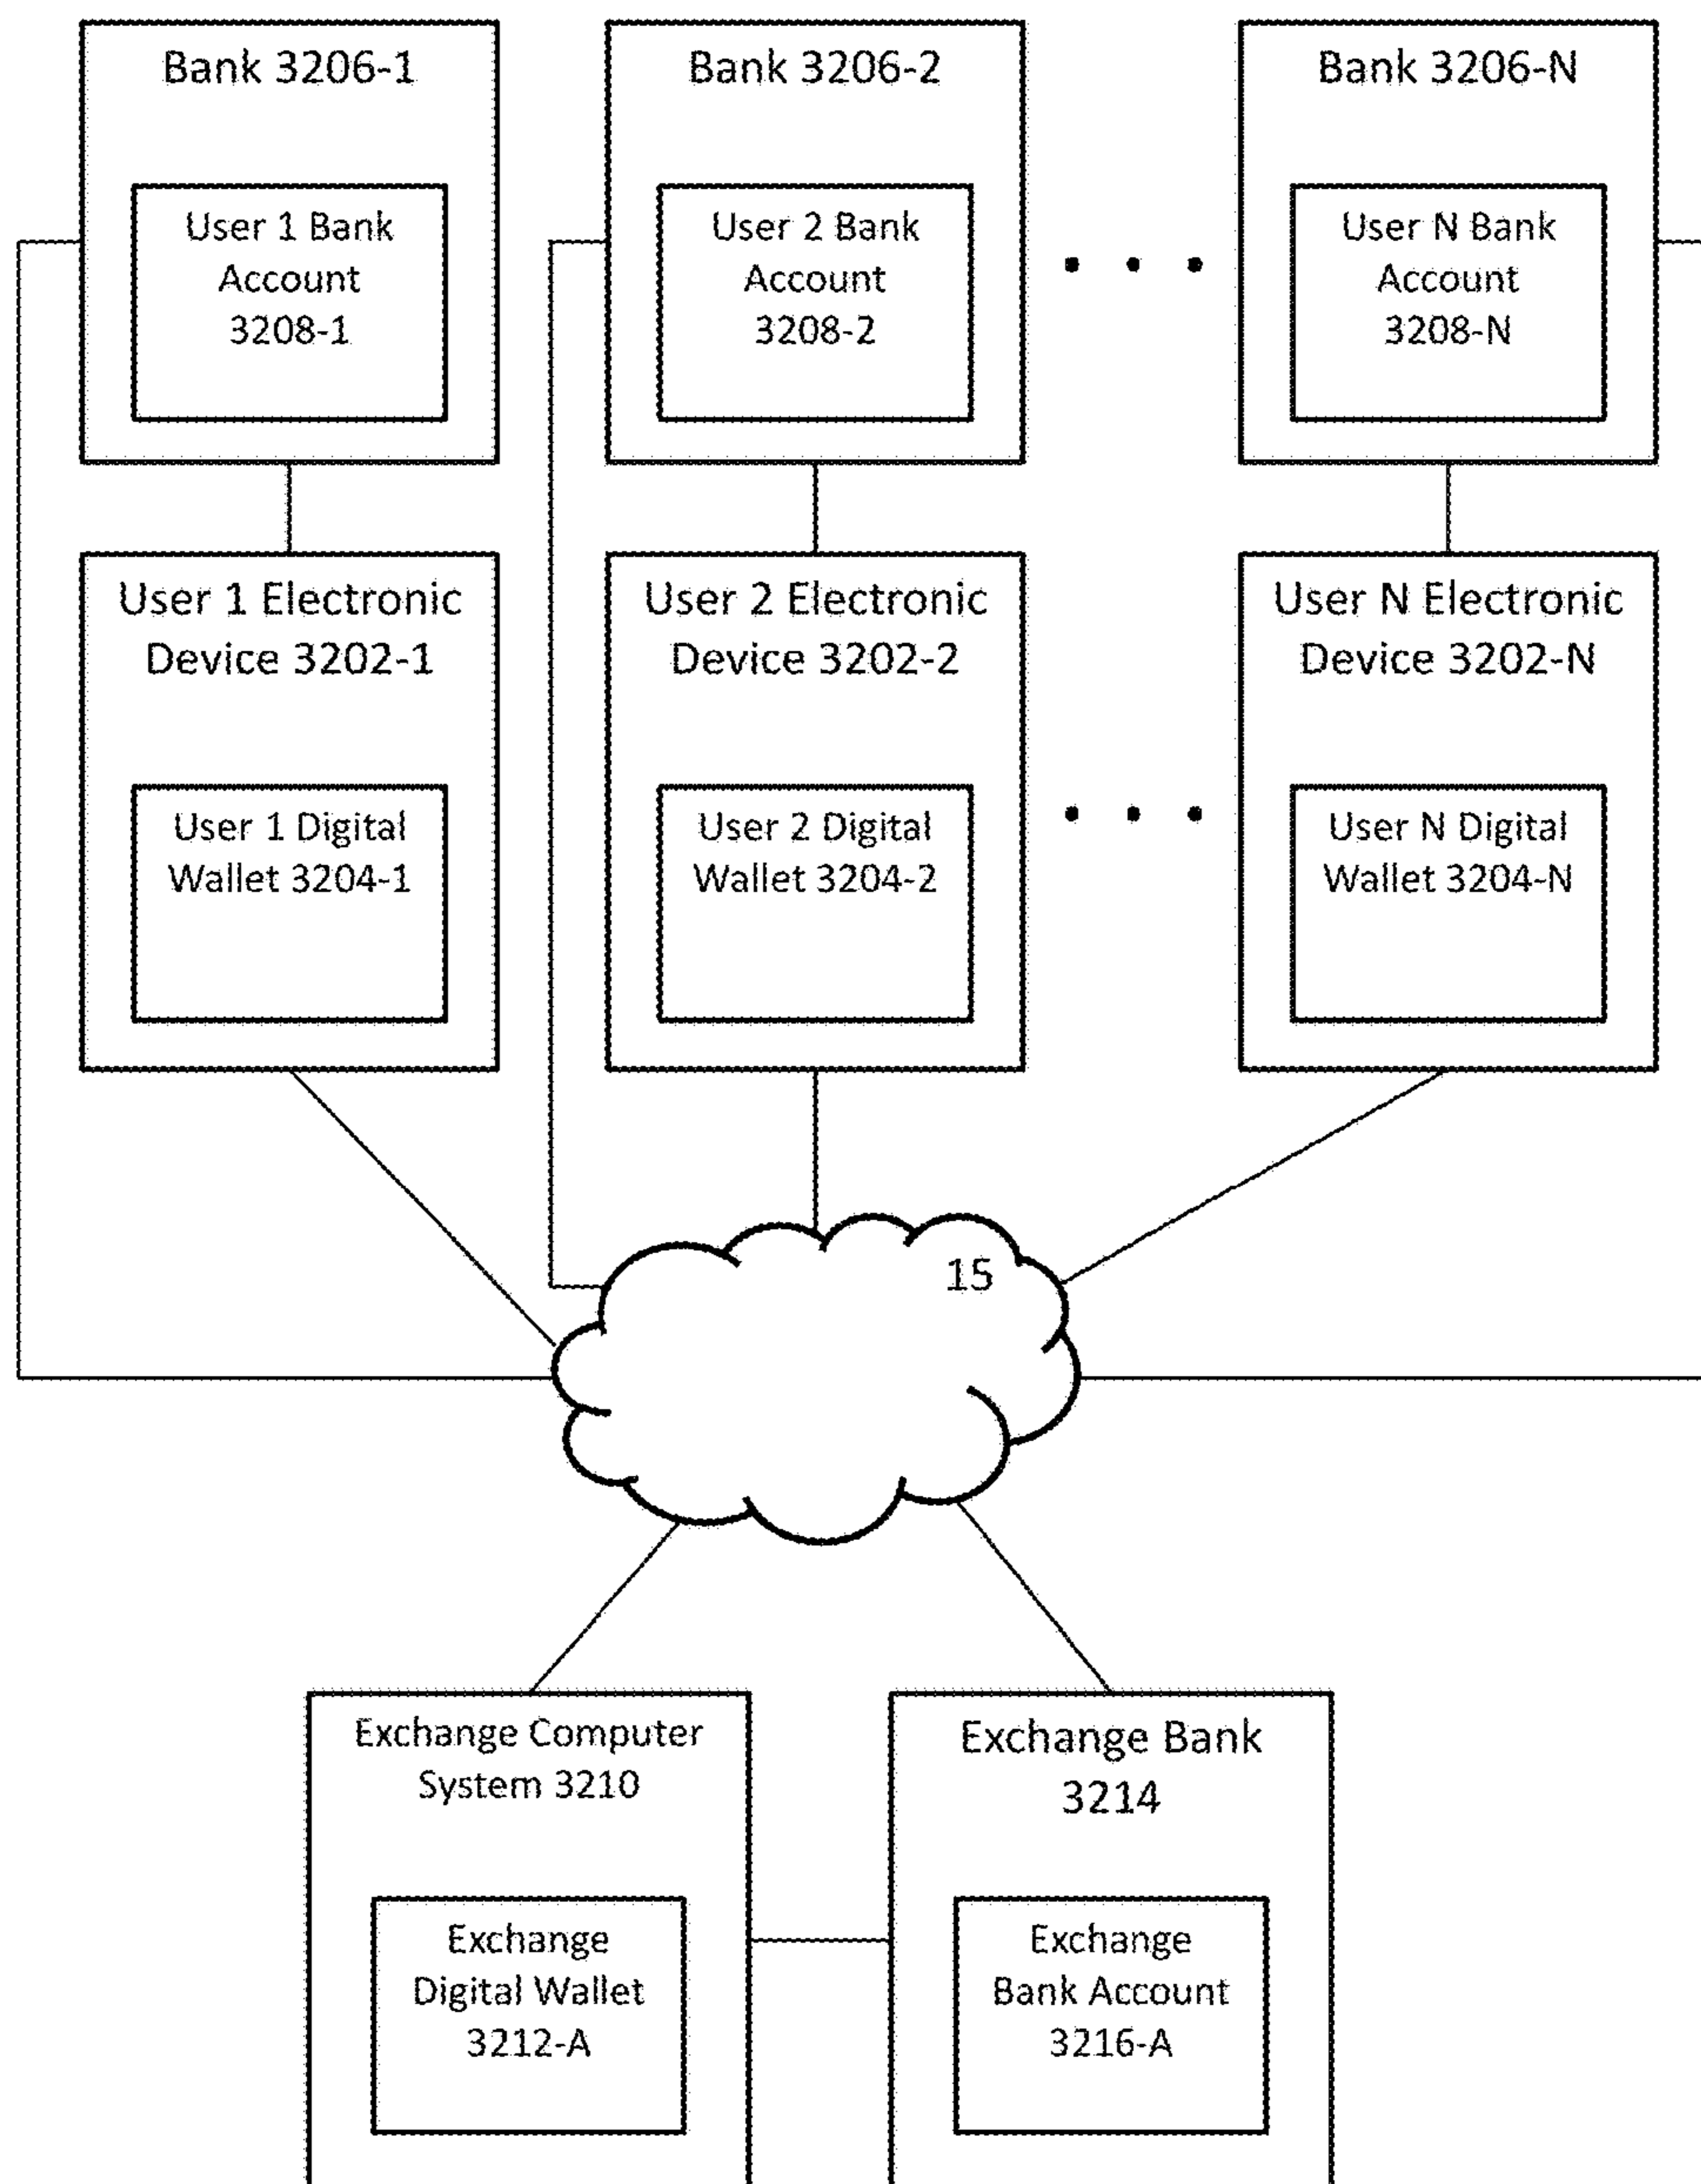 Bank 3206-1
User 1 Bank
Account
3208-1
Bank 3206-2
User 2 Bank
Account
3208-2
Bank 3206-N
User N Bank
Account
3208-N
User 1 Electronic
Device 3202-1
User 1 Digital
Wallet 3204-1
User 2 Electronic
Device 3202-2
User 2 Digital
Wallet 3204-2
User N Electronic
Device 3202-N
User N Digital
Wallet 3204-N
15
Exchange Computer
System 3210
Exchange
Digital Wallet
3212-A
Exchange Bank
3214
Exchange
Bank Account
3216-A